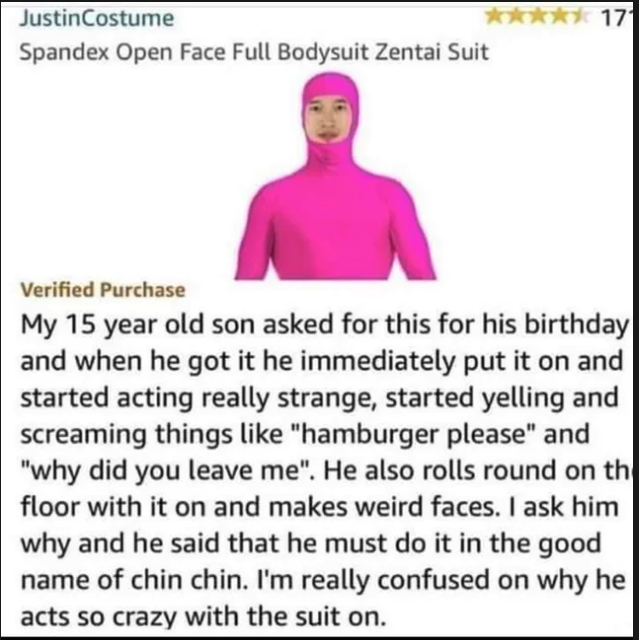 JustinCostume 17
Spandex Open Face Full Bodysuit Zentai Suit
Verified Purchase
My 15 year old son asked for this for his birthday
and when he got it he immediately put it on and
started acting really strange, started yelling and
screaming things like "hamburger please" and
"why did you leave me". He also rolls round on th
floor with it on and makes weird faces. I ask him
why and he said that he must do it in the good
name of chin chin. I'm really confused on why he
acts so crazy with the suit on.